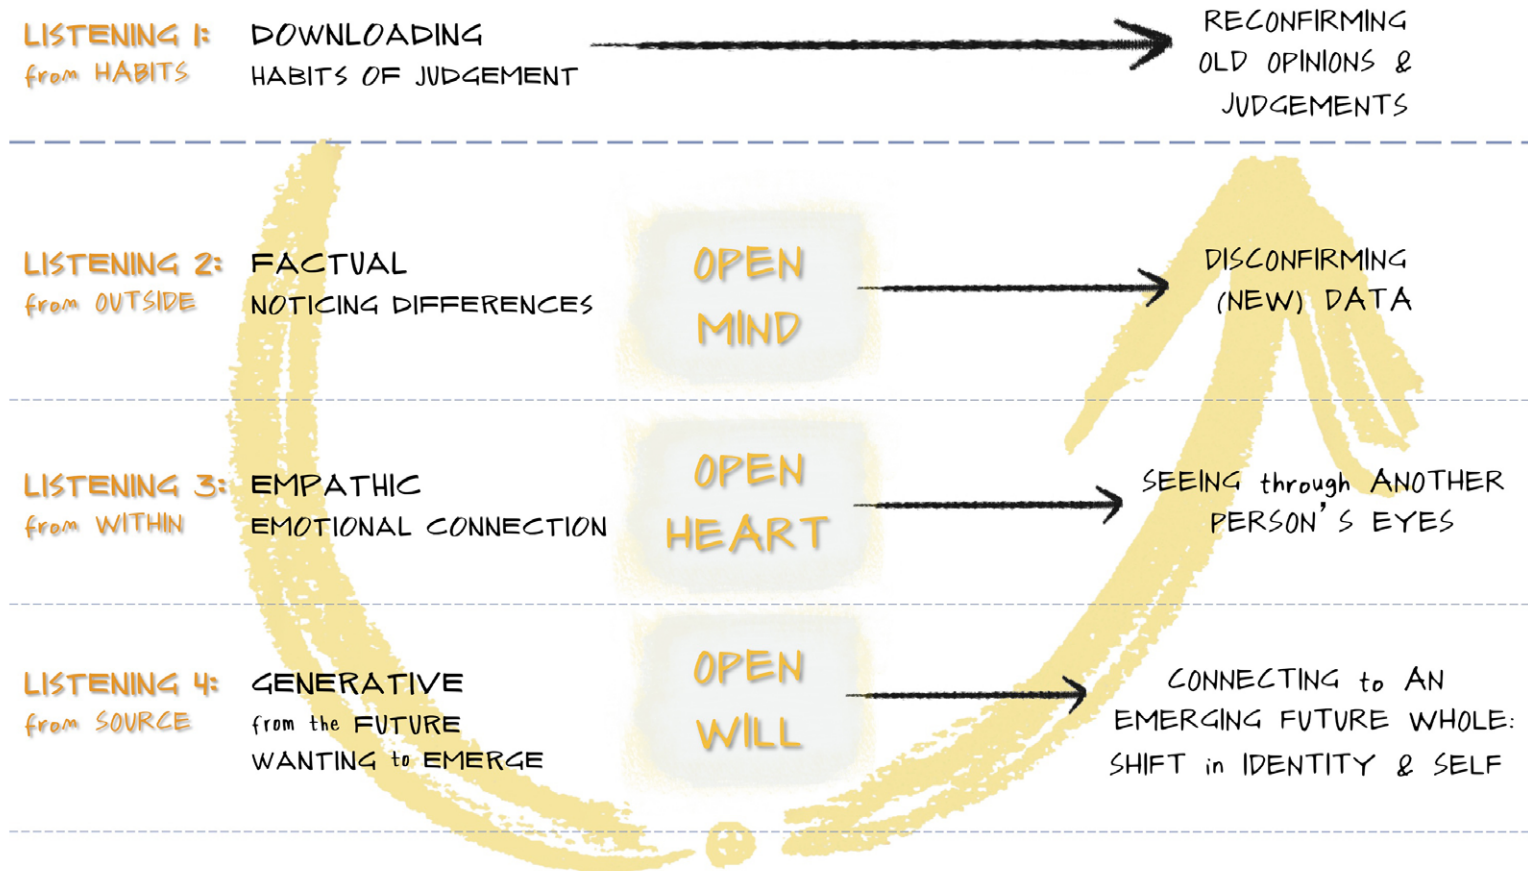 LISTENING 1:
from HABITS
DOWNLOADING
HABITS OF JUDGEMENT
RECONFIRMING
OLD OPINIONS &
JUDGEMENTS
LISTENING 2:
from OUTSIDE
FACTUAL
NOTICING DIFFERENCES
OPEN
MIND
DISCONFIRMING
(NEW) DATA
LISTENING 3:
from WITHIN
EMPATHIC
EMOTIONAL CONNECTION
OPEN
HEART
SEEING through ANOTHER
PERSON'S EYES
LISTENING 4:
from SOURCE
GENERATIVE
from the FUTURE
WANTING to EMERGE
OPEN
WILL
CONNECTING to AN
EMERGING FUTURE WHOLE:
SHIFT in IDENTITY & SELF